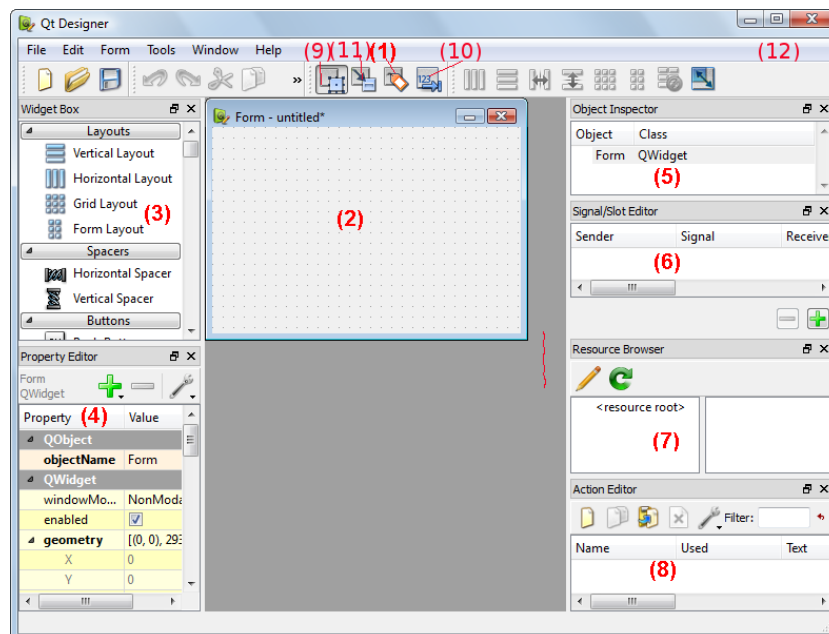 Qt Designer
File Edit Form Tools Window Help (9)(11)(1) (10) (12)
»
123
Widget Box
Layouts
Vertical Layout
Horizontal Layout
Grid Layout
(3)
Form Layout
Spacers
Horizontal Spacer
Vertical Spacer
Buttons
Form - untitled*
(2)
Object Inspector
Object Class
Form QWidget
(5)
Signal/Slot Editor
Sender Signal Receive
(6)
Property Editor
Form
QWidget
Property (4) Value
QObject
objectName Form
QWidget
windowMo... NonModa
enabled
geometry [(0, 0), 293
X 0
Y 0
Resource Browser
<resource root>
(7)
Action Editor
Filter:
Name Used Text
(8)